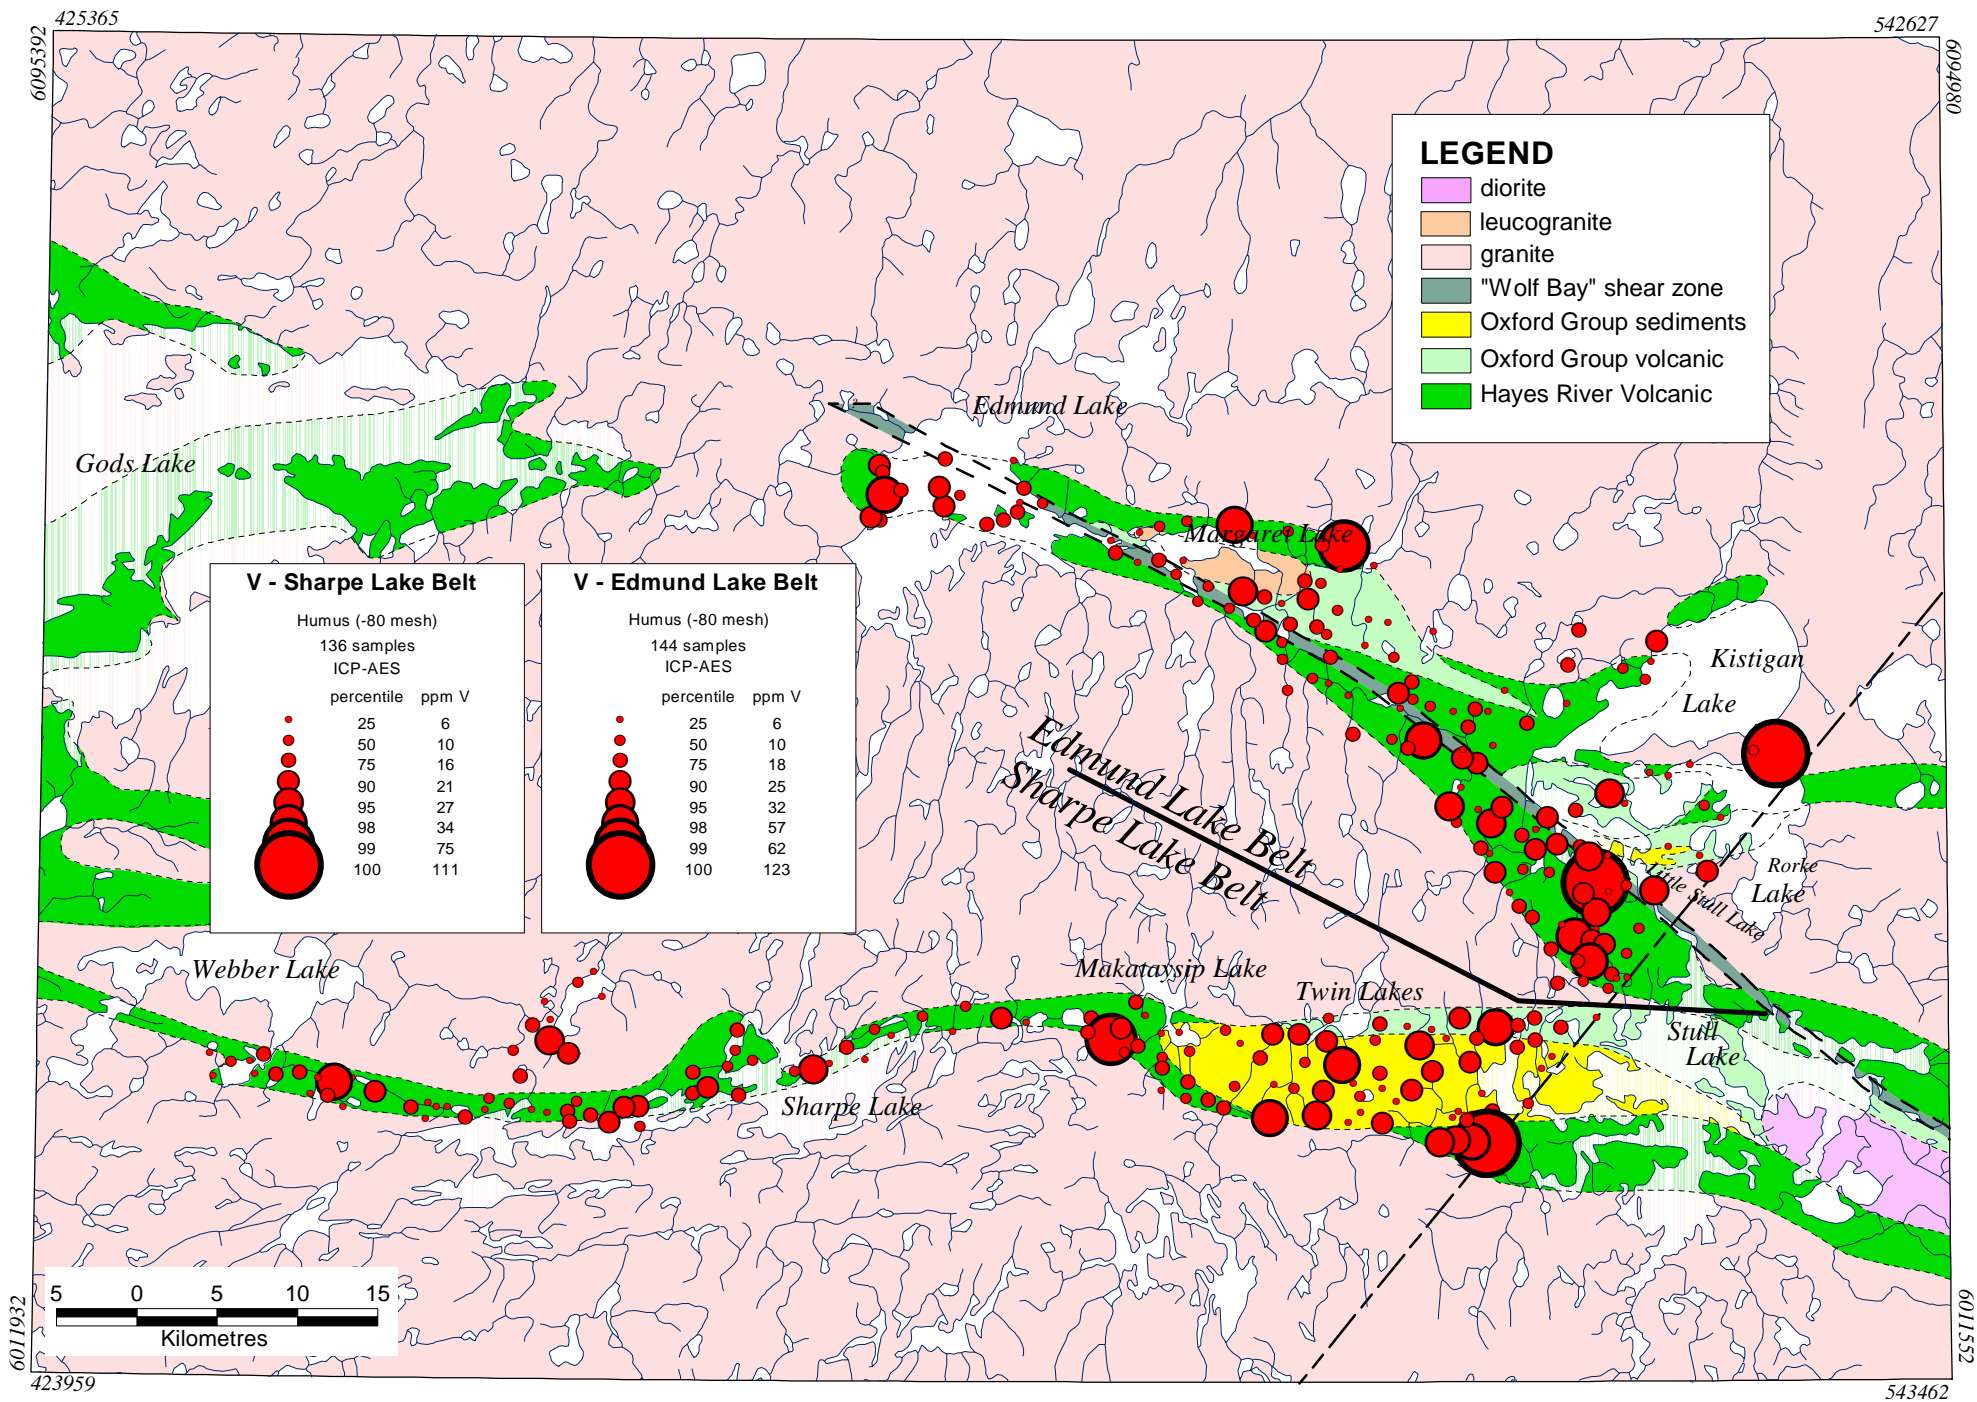 425365
542627
6095392
6094980
LEGEND
diorite
leucogranite
granite
"Wolf Bay" shear zone
Oxford Group sediments
Oxford Group volcanic
Hayes River Volcanic
Edmund Lake
Gods Lake
Margaret Lake
V - Sharpe Lake Belt
Humus (-80 mesh)
136 samples
ICP-AES
percentile ppm V
25 6
50 10
75 16
90 21
95 27
98 34
99 75
100 111
V - Edmund Lake Belt
Humus (-80 mesh)
144 samples
ICP-AES
percentile ppm V
25 6
50 10
75 18
90 25
95 32
98 57
99 62
100 123
Kistigan
Lake
Edmund Lake Belt
Sharpe Lake Belt
Rorke
Lake
Little Stull Lake
Webber Lake
Makataysip Lake
Twin Lakes
Stull
Lake
Sharpe Lake
5 0 5 10 15
Kilometres
6011932
423959
6011552
543462